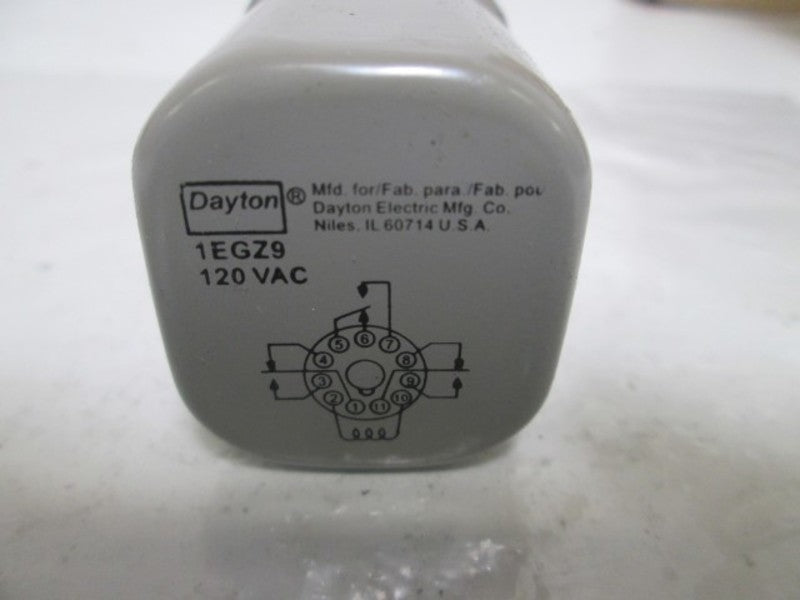 Dayton®
Mfd. for/Fab. para./Fab. pou
Dayton Electric Mfg. Co.
Niles, IL 60714 U.S.A.
1EGZ9
120 VAC
5 6 7
4 8
3 9
2 1 11 10